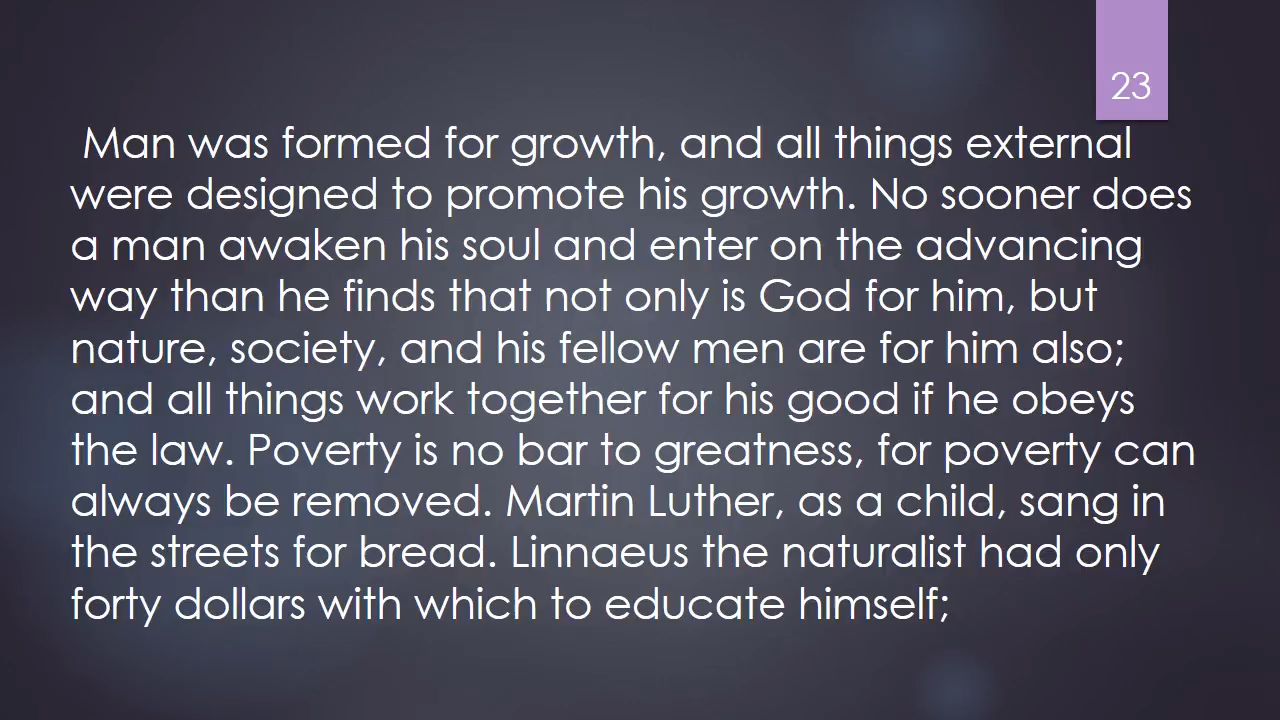 23
Man was formed for growth, and all things external
were designed to promote his growth. No sooner does
a man awaken his soul and enter on the advancing
way than he finds that not only is God for him, but
nature, society, and his fellow men are for him also;
and all things work together for his good if he obeys
the law. Poverty is no bar to greatness, for poverty can
always be removed. Martin Luther, as a child, sang in
the streets for bread. Linnaeus the naturalist had only
forty dollars with which to educate himself;